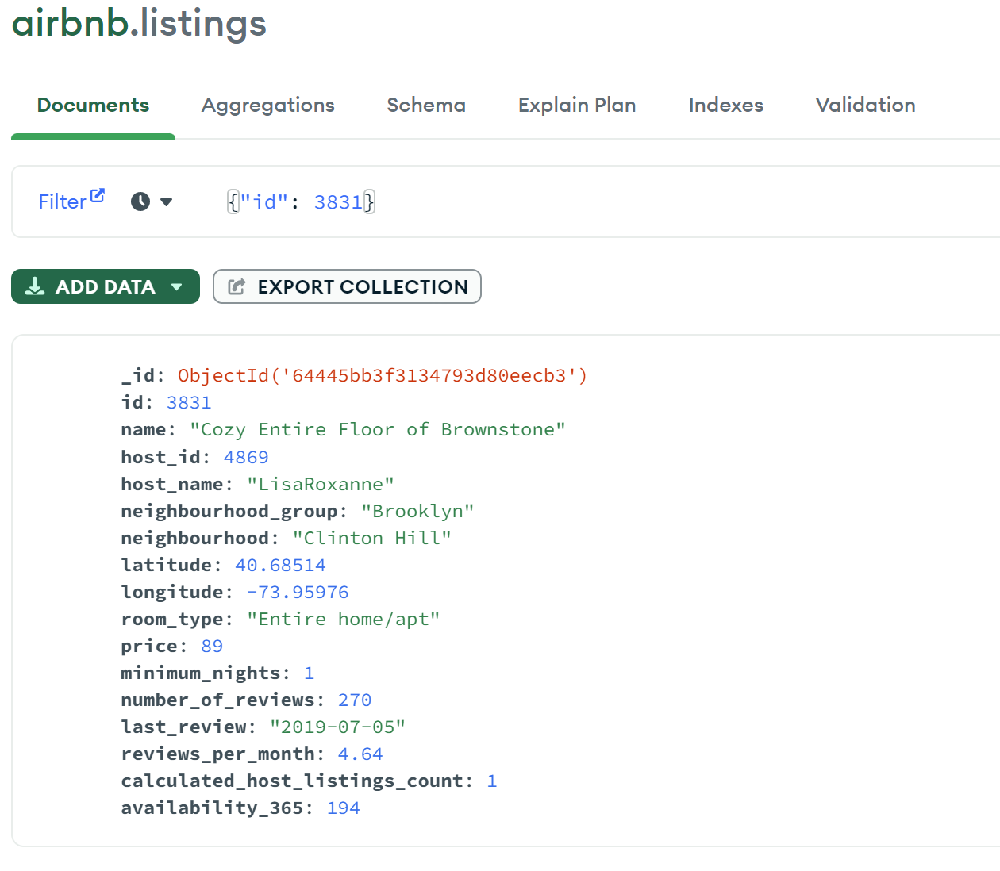 airbnb.listings
Documents Aggregations Schema Explain Plan Indexes Validation
Filter {"id": 3831}
ADD DATA EXPORT COLLECTION
_id: ObjectId('64445bb3f3134793d80eecb3')
id: 3831
name: "Cozy Entire Floor of Brownstone"
host_id: 4869
host_name: "LisaRoxanne"
neighbourhood_group: "Brooklyn"
neighbourhood: "Clinton Hill"
latitude: 40.68514
longitude: -73.95976
room_type: "Entire home/apt"
price: 89
minimum_nights: 1
number_of_reviews: 270
last_review: "2019-07-05"
reviews_per_month: 4.64
calculated_host_listings_count: 1
availability_365: 194